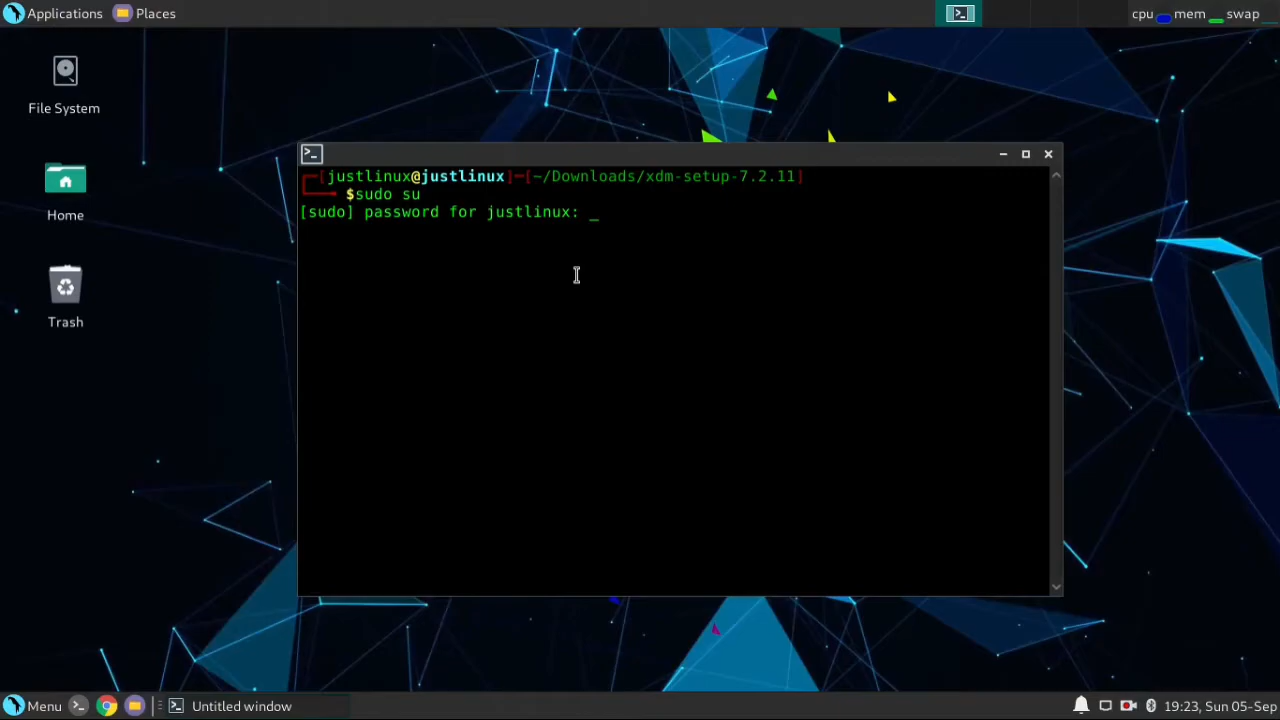 Applications Places cpu mem swap
File System
Home
Trash
[justlinux@justlinux]─[~/Downloads/xdm-setup-7.2.11]
$sudo su
[sudo] password for justlinux: _
Menu Untitled window 19:23, Sun 05-Sep